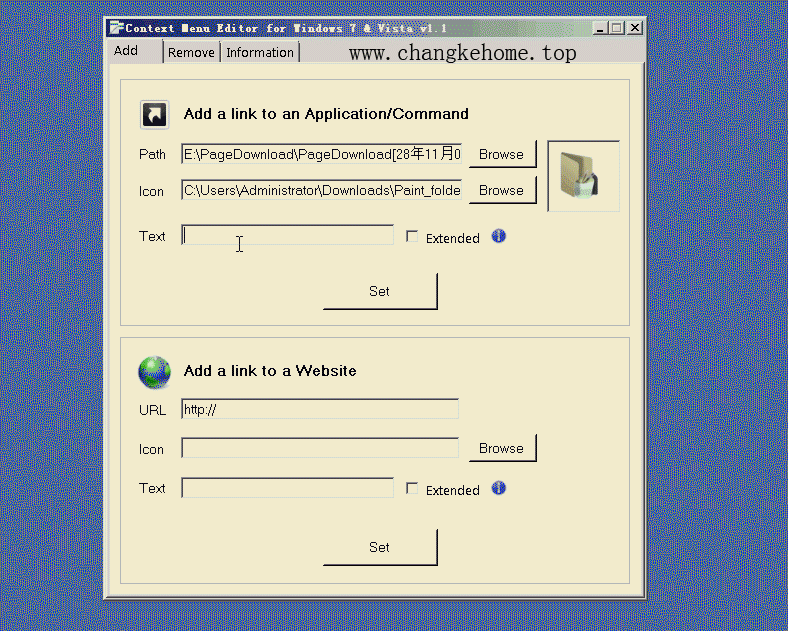 Context Menu Editor for Windows 7 & Vista v1.1
Add Remove Information www.changkehome.top
Add a link to an Application/Command
Path E:\PageDownload\PageDownload[28年11月0 Browse
Icon C:\Users\Administrator\Downloads\Paint_folde Browse
Text Extended
Set
Add a link to a Website
URL http://
Icon Browse
Text Extended
Set